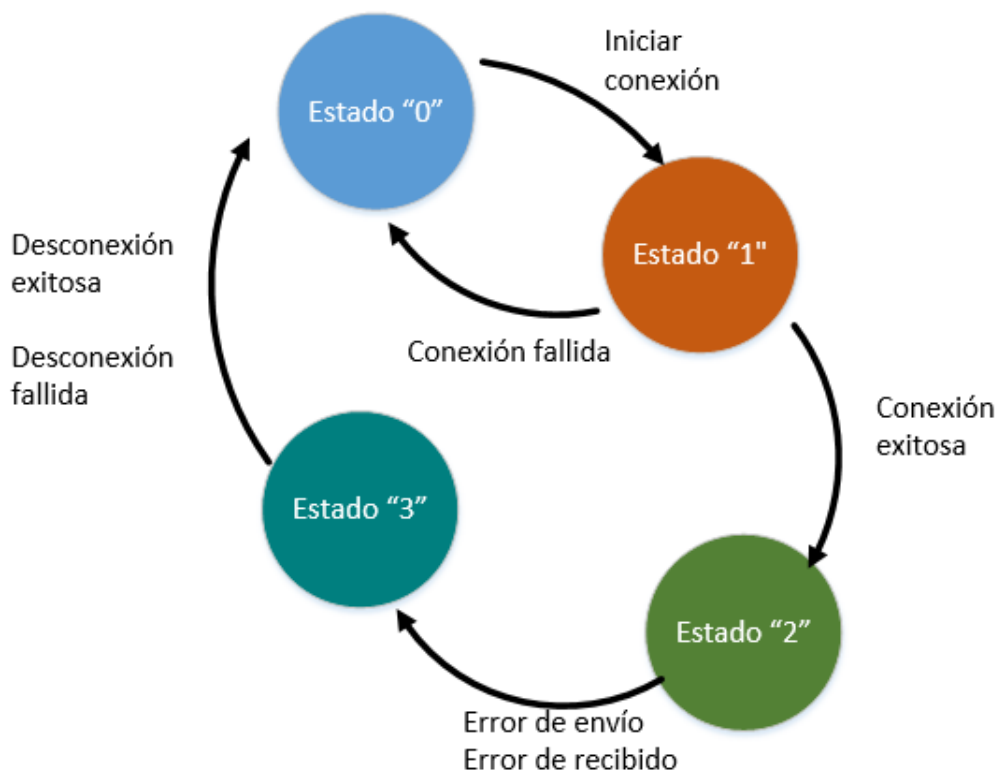 Iniciar
conexión
Estado “0”
Estado “1"
Desconexión
exitosa
Desconexión
fallida
Conexión fallida
Conexión
exitosa
Estado “3”
Estado “2”
Error de envío
Error de recibido